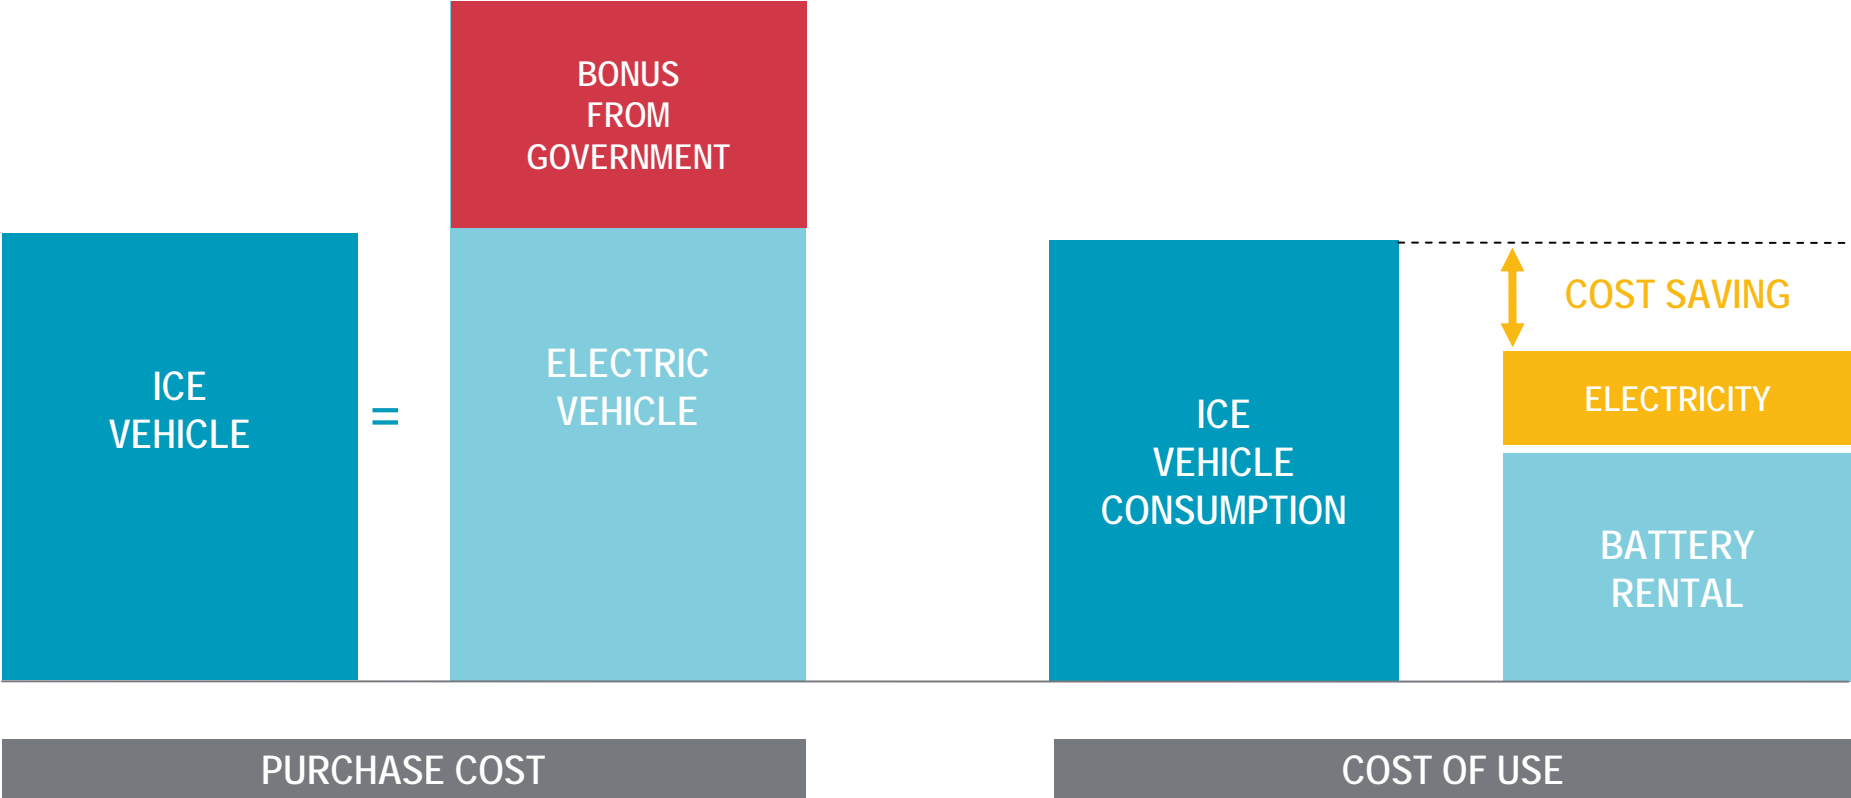 BONUS
FROM
GOVERNMENT
ICE
VEHICLE
=
ELECTRIC
VEHICLE
PURCHASE COST
ICE
VEHICLE
CONSUMPTION
COST SAVING
ELECTRICITY
BATTERY
RENTAL
COST OF USE